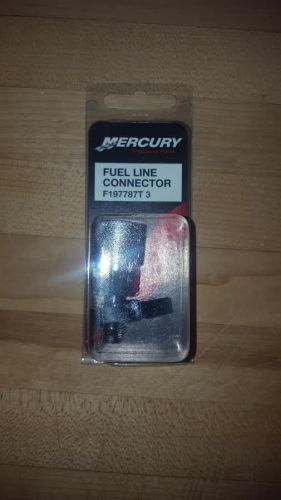 MERCURY
FUEL LINE
CONNECTOR
F197787T 3